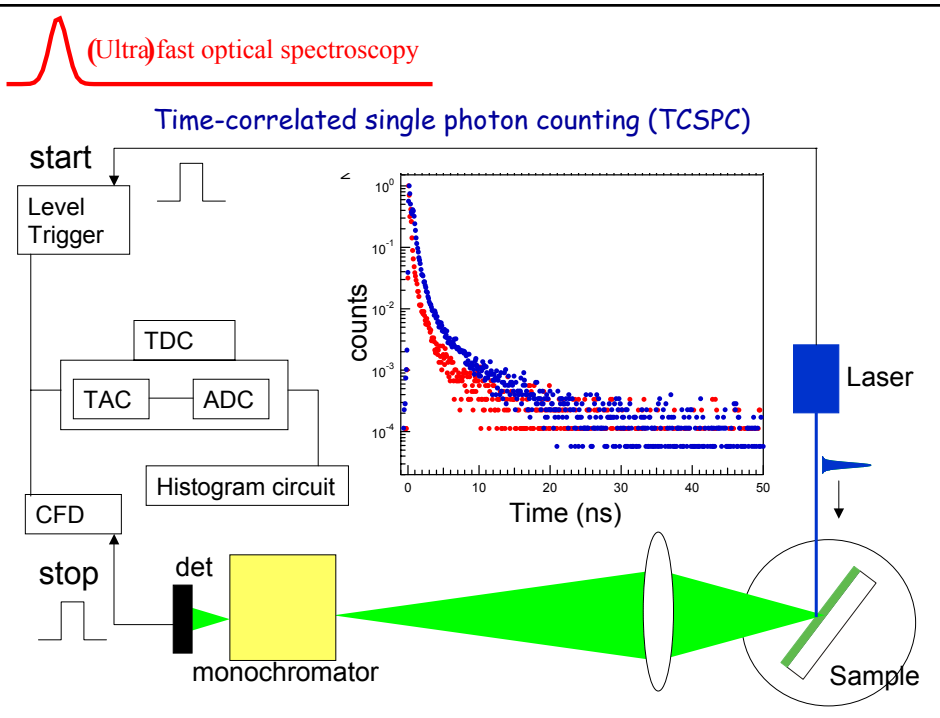 (Ultra)fast optical spectroscopy
Time-correlated single photon counting (TCSPC)
start
Level
Trigger
TDC
TAC
ADC
Histogram circuit
CFD
stop
det
monochromator
counts
10^0
10^-1
10^-2
10^-3
10^-4
0
10
20
30
40
50
Time (ns)
Laser
Sample